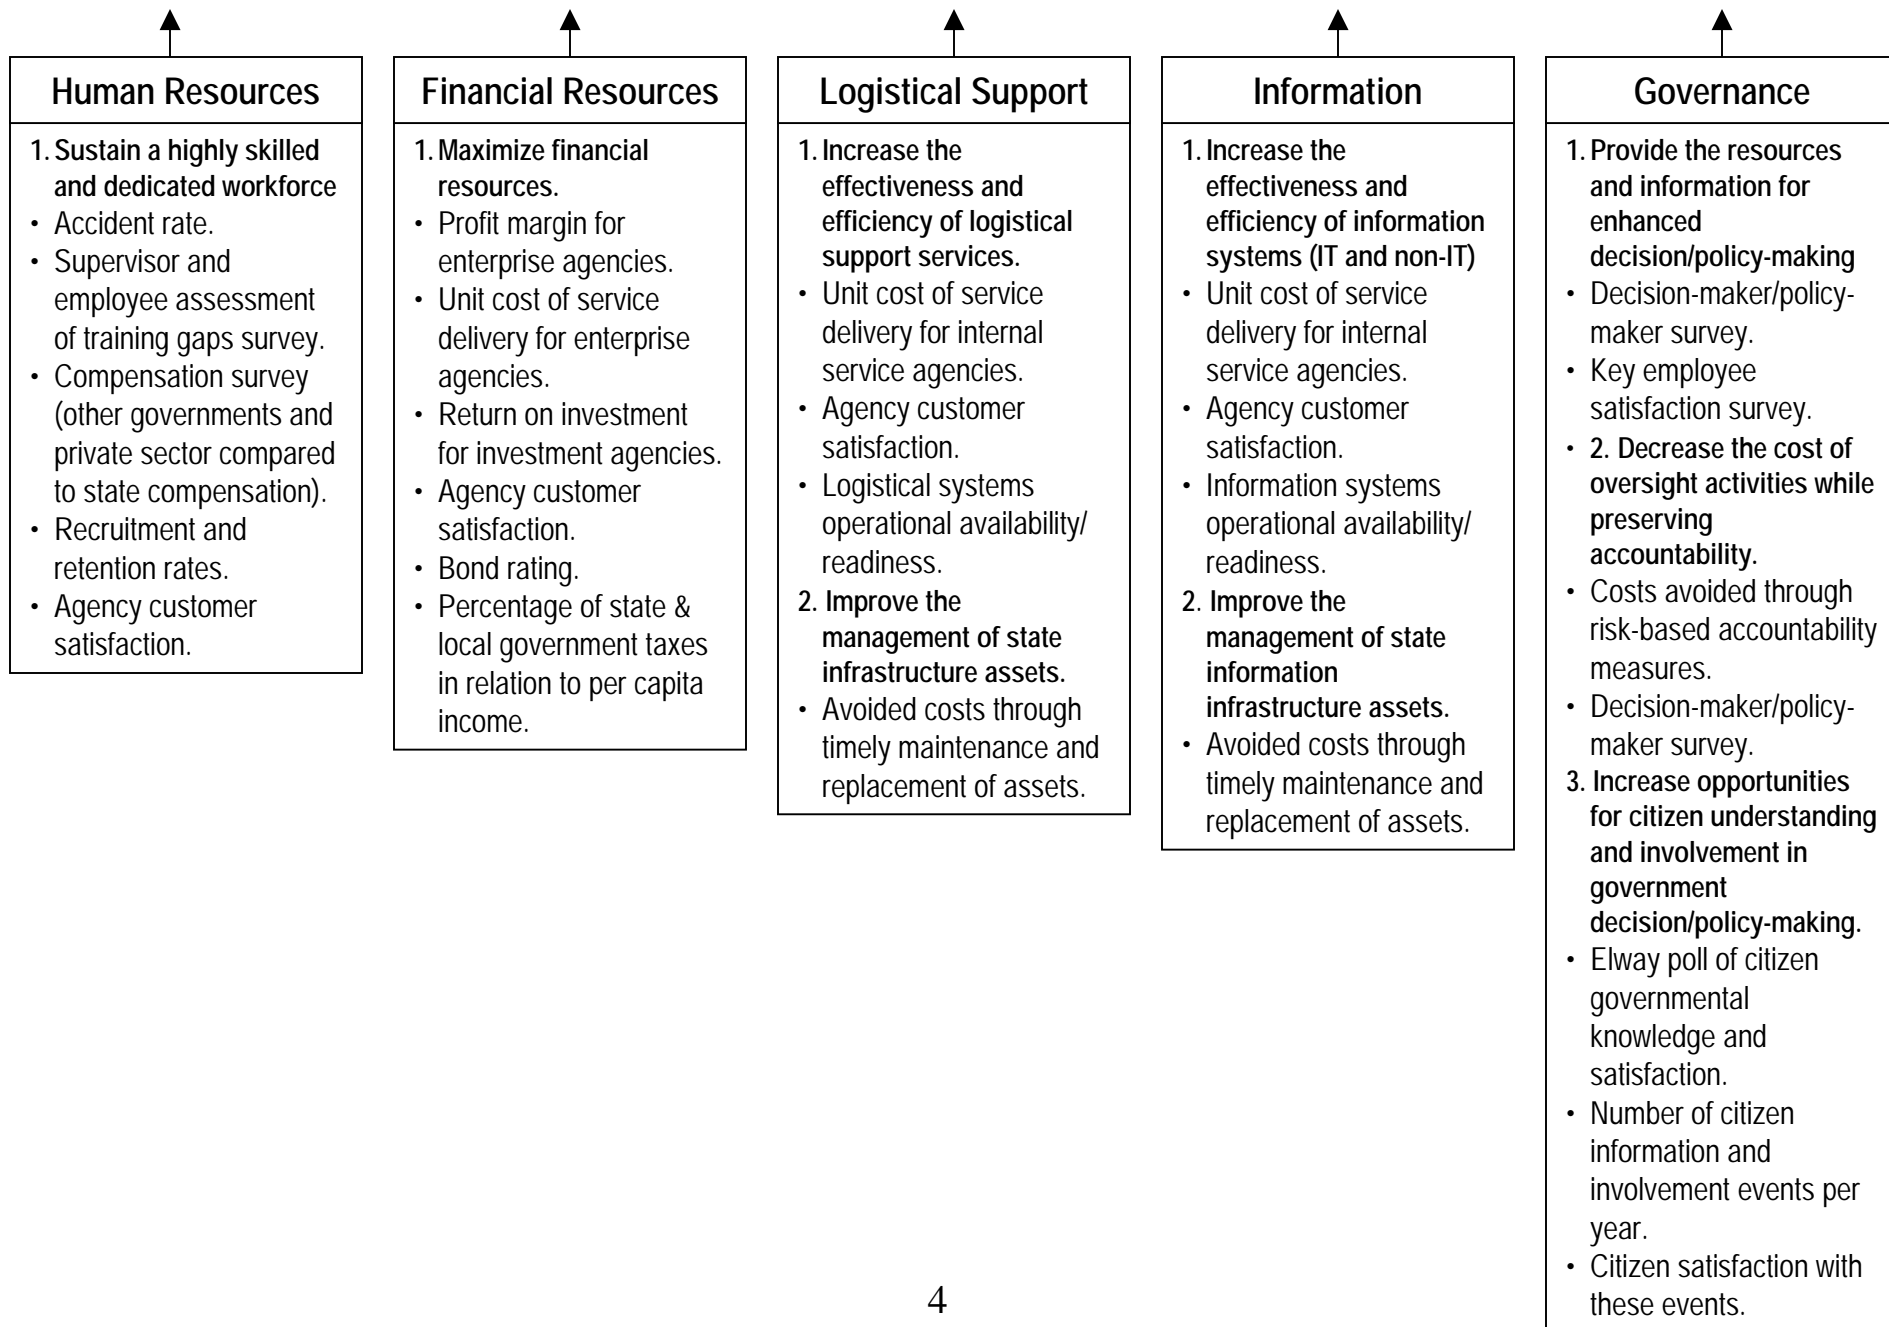 Human Resources
1. Sustain a highly skilled
and dedicated workforce
• Accident rate.
• Supervisor and
employee assessment
of training gaps survey.
• Compensation survey
(other governments and
private sector compared
to state compensation).
• Recruitment and
retention rates.
• Agency customer
satisfaction.
Financial Resources
1. Maximize financial
resources.
• Profit margin for
enterprise agencies.
• Unit cost of service
delivery for enterprise
agencies.
• Return on investment
for investment agencies.
• Agency customer
satisfaction.
• Bond rating.
• Percentage of state &
local government taxes
in relation to per capita
income.
Logistical Support
1. Increase the
effectiveness and
efficiency of logistical
support services.
• Unit cost of service
delivery for internal
service agencies.
• Agency customer
satisfaction.
• Logistical systems
operational availability/
readiness.
2. Improve the
management of state
infrastructure assets.
• Avoided costs through
timely maintenance and
replacement of assets.
Information
1. Increase the
effectiveness and
efficiency of information
systems (IT and non-IT)
• Unit cost of service
delivery for internal
service agencies.
• Agency customer
satisfaction.
• Information systems
operational availability/
readiness.
2. Improve the
management of state
information
infrastructure assets.
• Avoided costs through
timely maintenance and
replacement of assets.
Governance
1. Provide the resources
and information for
enhanced
decision/policy-making
• Decision-maker/policy-
maker survey.
• Key employee
satisfaction survey.
• 2. Decrease the cost of
oversight activities while
preserving
accountability.
• Costs avoided through
risk-based accountability
measures.
• Decision-maker/policy-
maker survey.
3. Increase opportunities
for citizen understanding
and involvement in
government
decision/policy-making.
• Elway poll of citizen
governmental
knowledge and
satisfaction.
• Number of citizen
information and
involvement events per
year.
• Citizen satisfaction with
these events.
4